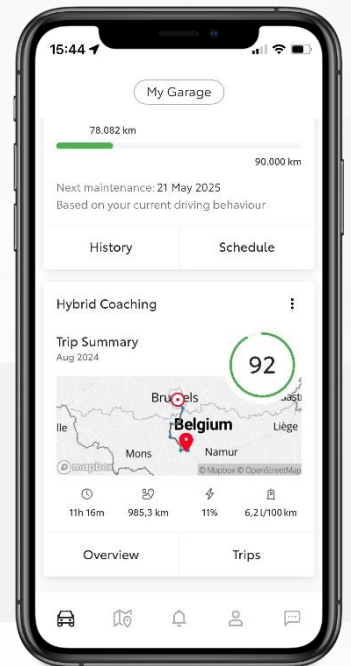 15:44
My Garage
78.082 km
90.000 km
Next maintenance: 21 May 2025
Based on your current driving behaviour
History Schedule
Hybrid Coaching
Trip Summary
Aug 2024
92
Brussels
Belgium
Liège
Mons Namur
mapbox © Mapbox © OpenStreetMap
11h 16m 985,3 km 11% 6,2 l/100 km
Overview Trips